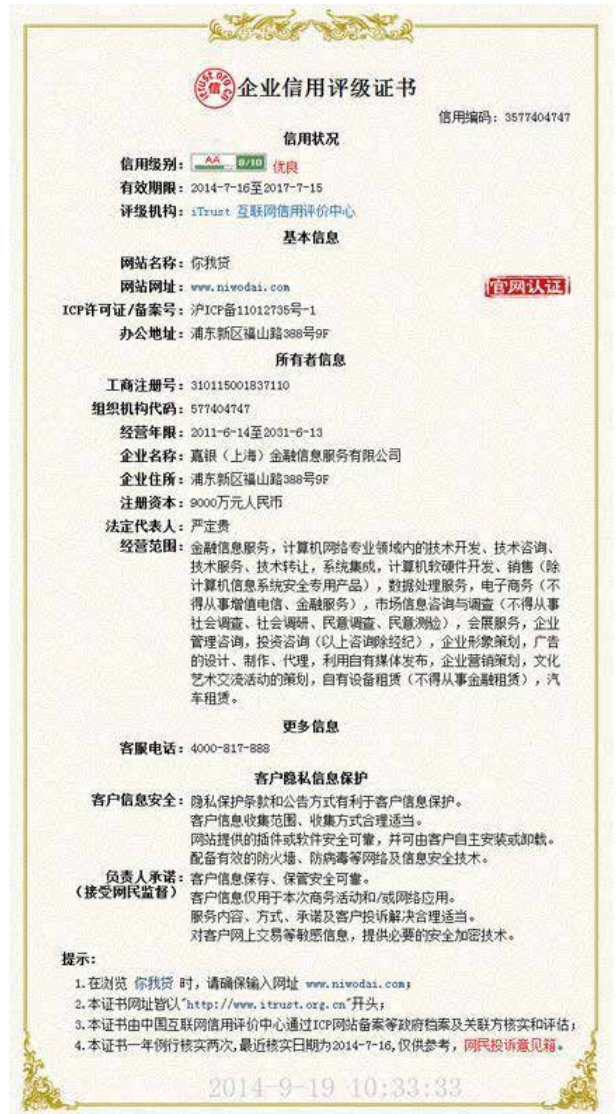 itrust.org.cn
信
企业信用评级证书
信用编码：3577404747
信用状况
信用级别：AA 8/10 优良
有效期限：2014-7-16至2017-7-15
评级机构：iTrust 互联网信用评价中心
基本信息
网站名称：你我贷
网站网址：www.niwodai.com
官网认证
ICP许可证/备案号：沪ICP备11012735号-1
办公地址：浦东新区福山路388号9F
所有者信息
工商注册号：310115001837110
组织机构代码：577404747
经营年限：2011-6-14至2031-6-13
企业名称：嘉银（上海）金融信息服务有限公司
企业住所：浦东新区福山路388号9F
注册资本：9000万元人民币
法定代表人：严定贵
经营范围：金融信息服务，计算机网络专业领域内的技术开发、技术咨询、
技术服务、技术转让，系统集成，计算机软硬件开发、销售（除
计算机信息系统安全专用产品），数据处理服务，电子商务（不
得从事增值电信、金融服务），市场信息咨询与调查（不得从事
社会调查、社会调研、民意调查、民意测验），会展服务，企业
管理咨询，投资咨询（以上咨询除经纪），企业形象策划，广告
的设计、制作、代理，利用自有媒体发布，企业营销策划，文化
艺术交流活动的策划，自有设备租赁（不得从事金融租赁），汽
车租赁。
更多信息
客服电话：4000-817-888
客户隐私信息保护
客户信息安全：隐私保护条款和公告方式有利于客户信息保护。
客户信息收集范围、收集方式合理适当。
网站提供的插件或软件安全可靠，并可由客户自主安装或卸载。
配备有效的防火墙、防病毒等网络及信息安全技术。
负责人承诺：客户信息保存、保管安全可靠。
（接受网民监督）客户信息仅用于本次商务活动和/或网络应用。
服务内容、方式、承诺及客户投诉解决合理适当。
对客户网上交易等敏感信息，提供必要的安全加密技术。
提示：
1.在浏览 你我贷 时，请确保输入网址 www.niwodai.com；
2.本证书网址皆以"http://www.itrust.org.cn"开头；
3.本证书由中国互联网信用评价中心通过ICP网站备案等政府档案及关联方核实和评估；
4.本证书一年例行核实两次,最近核实日期为2014-7-16,仅供参考，网民投诉意见箱。
2014-9-19 10:33:33